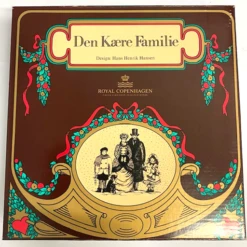 Den Kære Familie
Design: Hans Henrik Hansen
ROYAL COPENHAGEN